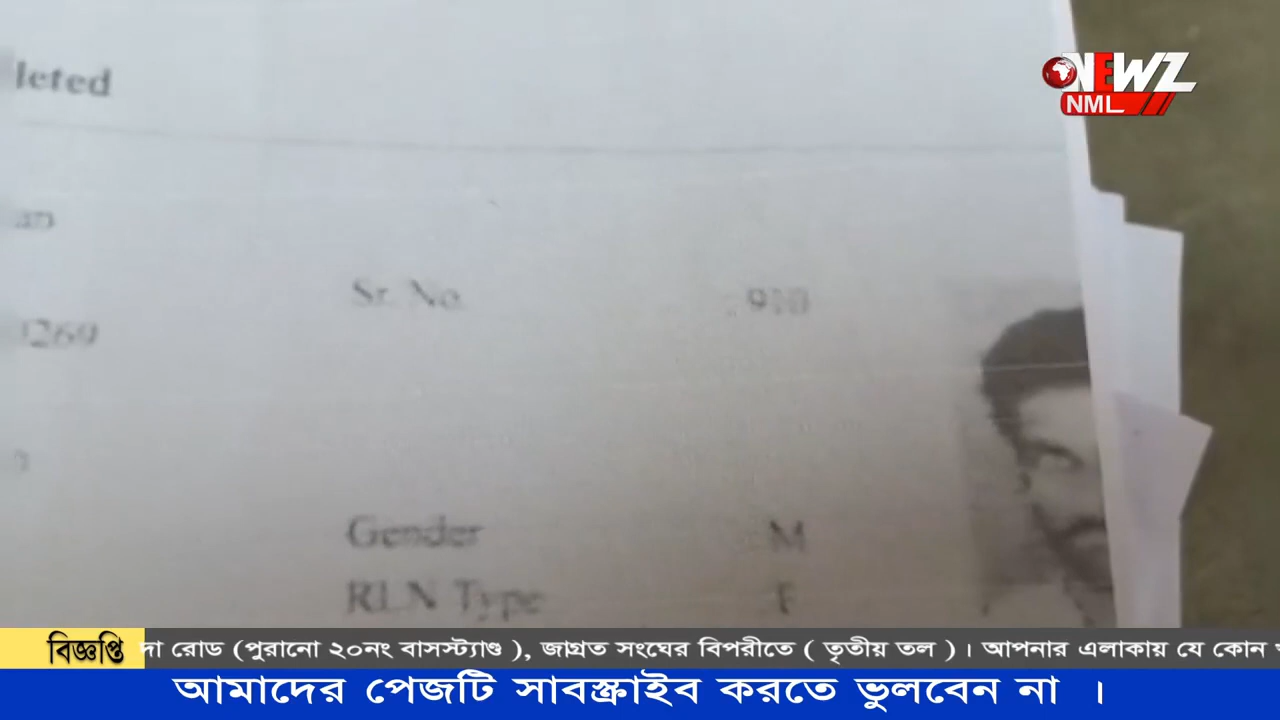 leted
NEWZ
NML
Sr. No.
Gender M
RLN Type F
বিজ্ঞপ্তি
দা রোড (পুরানো ২০নং বাসস্ট্যাণ্ড ), জাগ্রত সংঘের বিপরীতে ( তৃতীয় তল ) । আপনার এলাকায় যে কোন
আমাদের পেজটি সাবস্ক্রাইব করতে ভুলবেন না ।